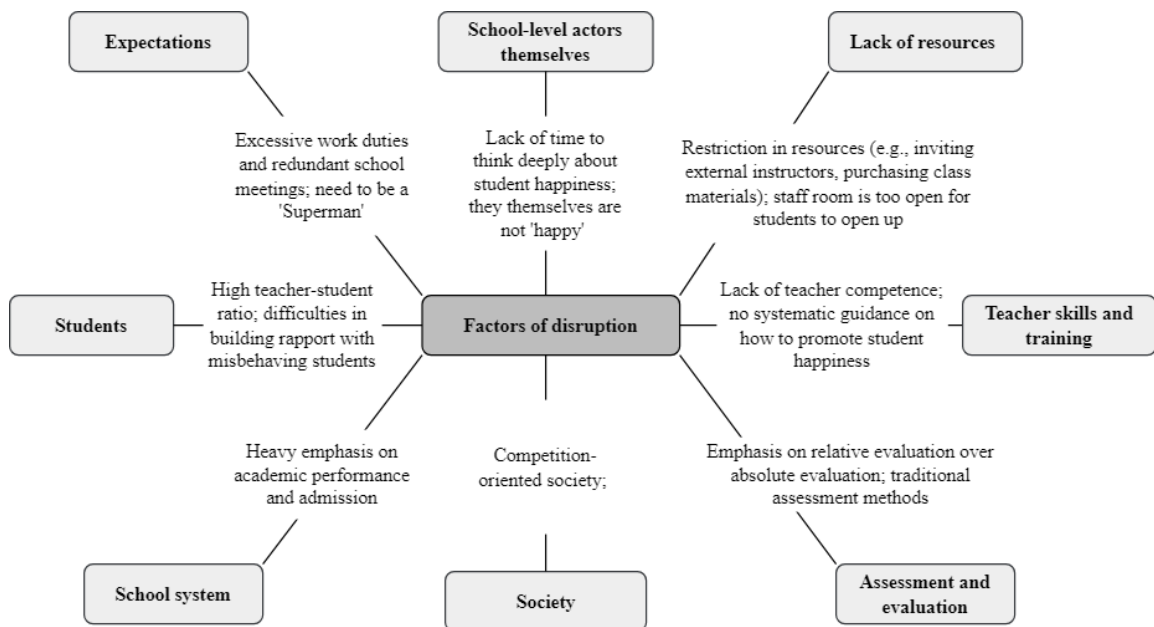 Expectations
School-level actors
themselves
Lack of resources
Excessive work duties
and redundant school
meetings; need to be a
'Superman'
Lack of time to
think deeply about
student happiness;
they themselves are
not 'happy'
Restriction in resources (e.g., inviting
external instructors, purchasing class
materials); staff room is too open for
students to open up
Students
High teacher-student
ratio; difficulties in
building rapport with
misbehaving students
Factors of disruption
Lack of teacher competence;
no systematic guidance on
how to promote student
happiness
Teacher skills and
training
Heavy emphasis on
academic performance
and admission
Competition-
oriented society;
Emphasis on relative evaluation over
absolute evaluation; traditional
assessment methods
School system
Society
Assessment and
evaluation